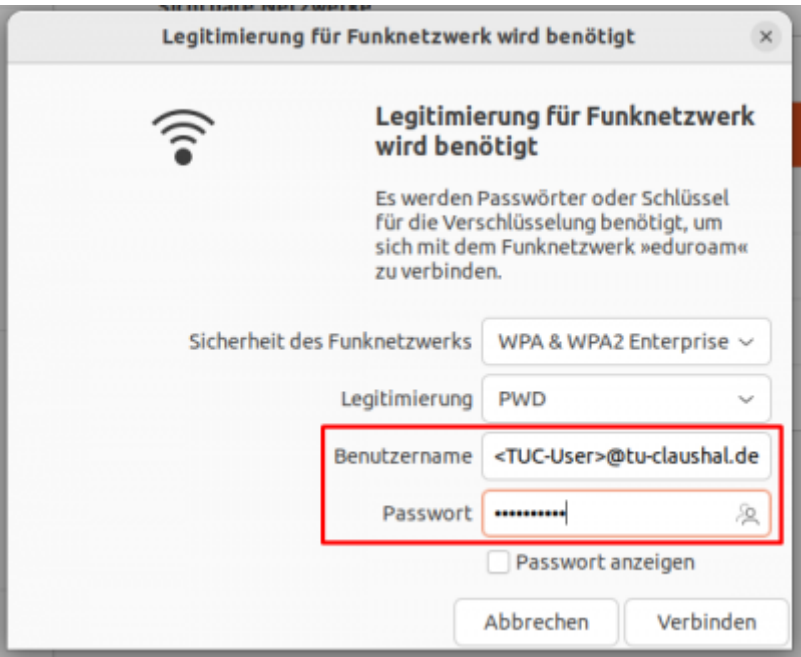 Sichtbare Netzwerke
Legitimierung für Funknetzwerk wird benötigt
Legitimierung für Funknetzwerk
wird benötigt
Es werden Passwörter oder Schlüssel
für die Verschlüsselung benötigt, um
sich mit dem Funknetzwerk »eduroam«
zu verbinden.
Sicherheit des Funknetzwerks WPA & WPA2 Enterprise
Legitimierung PWD
Benutzername <TUC-User>@tu-claushal.de
Passwort ••••••••••
Passwort anzeigen
Abbrechen Verbinden